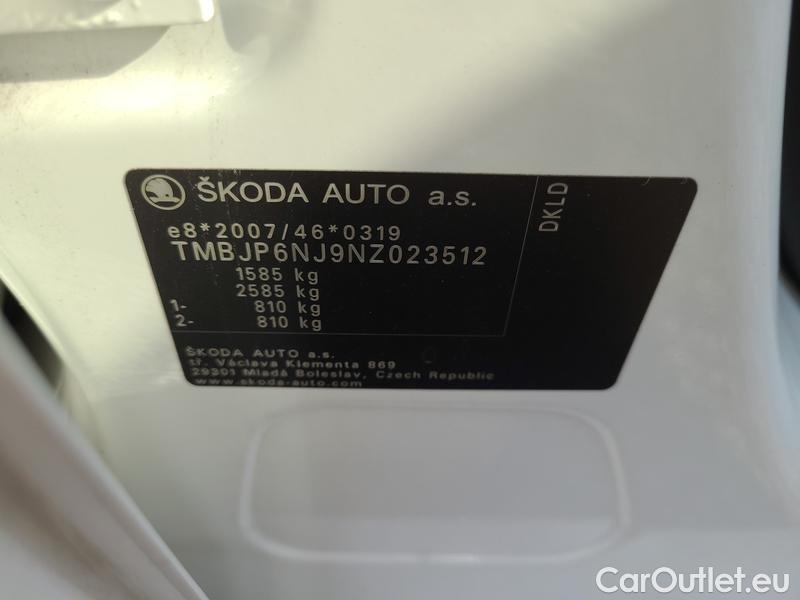 ŠKODA AUTO a.s.
DKLD
e8*2007/46*0319
TMBJP6NJ9NZ023512
1585 kg
2585 kg
1- 810 kg
2- 810 kg
ŠKODA AUTO a.s.
tř. Václava Klementa 869
29301 Mladá Boleslav, Czech Republic
www.skoda-auto.com
CarOutlet.eu